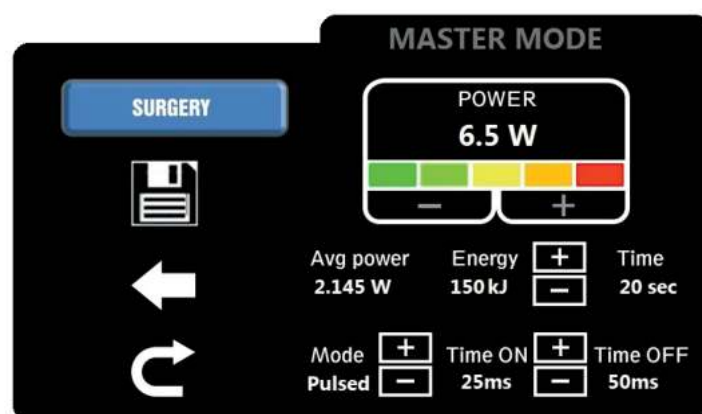 MASTER MODE
SURGERY
POWER
6.5 W
− +
Avg power Energy + Time
2.145 W 150 kJ − 20 sec
Mode + Time ON + Time OFF
Pulsed − 25ms − 50ms